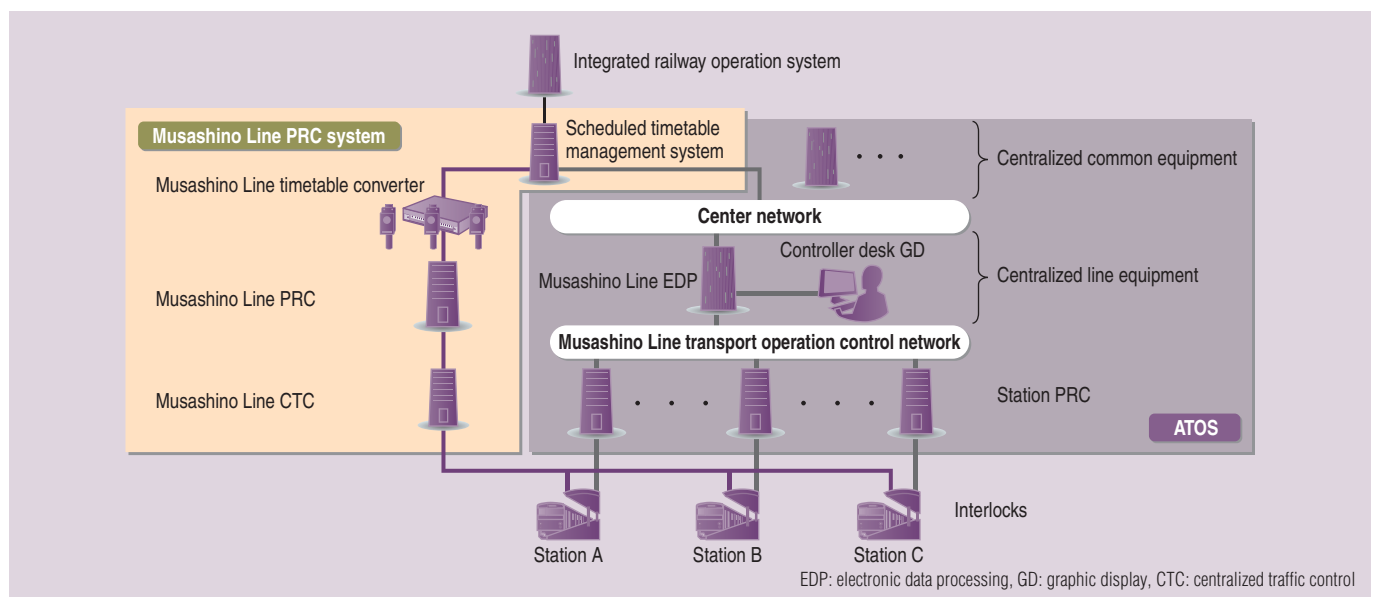 Integrated railway operation system
Musashino Line PRC system
Scheduled timetable
management system
Centralized common equipment
Musashino Line timetable converter
Center network
Controller desk GD
Musashino Line EDP
Centralized line equipment
Musashino Line PRC
Musashino Line transport operation control network
Musashino Line CTC
Station PRC
ATOS
Interlocks
Station A
Station B
Station C
EDP: electronic data processing, GD: graphic display, CTC: centralized traffic control